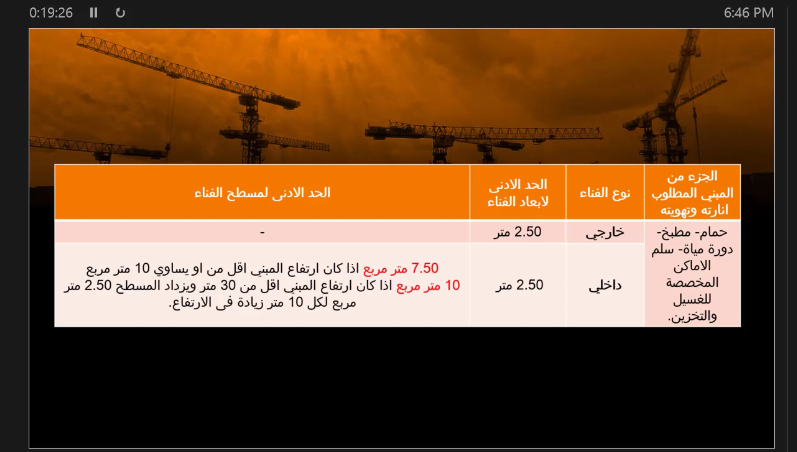 0:19:26
6:46 PM
الجزء من
المبني المطلوب
انارته وتهويته
نوع الفناء
الحد الادنى
لابعاد الفناء
الحد الادنى لمسطح الفناء
حمام- مطبخ-
دورة مياة- سلم
الاماكن
المخصصة
للغسيل
والتخزين.
خارجي
2.50 متر
-
داخلي
2.50 متر
7.50 متر مربع اذا كان ارتفاع المبني اقل من او يساوي 10 متر مربع
10 متر مربع اذا كان ارتفاع المبني اقل من 30 متر ويزداد المسطح 2.50 متر
مربع لكل 10 متر زيادة فى الارتفاع.